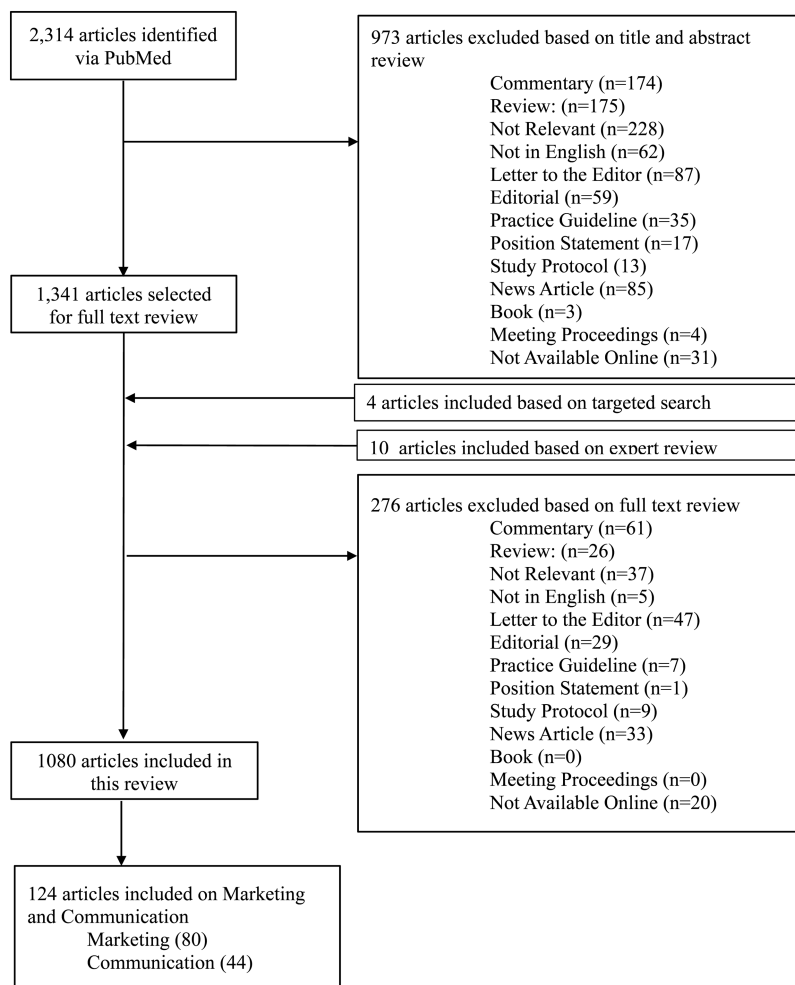 2,314 articles identified
via PubMed
973 articles excluded based on title and abstract
review
Commentary (n=174)
Review: (n=175)
Not Relevant (n=228)
Not in English (n=62)
Letter to the Editor (n=87)
Editorial (n=59)
Practice Guideline (n=35)
Position Statement (n=17)
Study Protocol (13)
News Article (n=85)
Book (n=3)
Meeting Proceedings (n=4)
Not Available Online (n=31)
1,341 articles selected
for full text review
4 articles included based on targeted search
10 articles included based on expert review
276 articles excluded based on full text review
Commentary (n=61)
Review: (n=26)
Not Relevant (n=37)
Not in English (n=5)
Letter to the Editor (n=47)
Editorial (n=29)
Practice Guideline (n=7)
Position Statement (n=1)
Study Protocol (n=9)
News Article (n=33)
Book (n=0)
Meeting Proceedings (n=0)
Not Available Online (n=20)
1080 articles included in
this review
124 articles included on Marketing
and Communication
Marketing (80)
Communication (44)